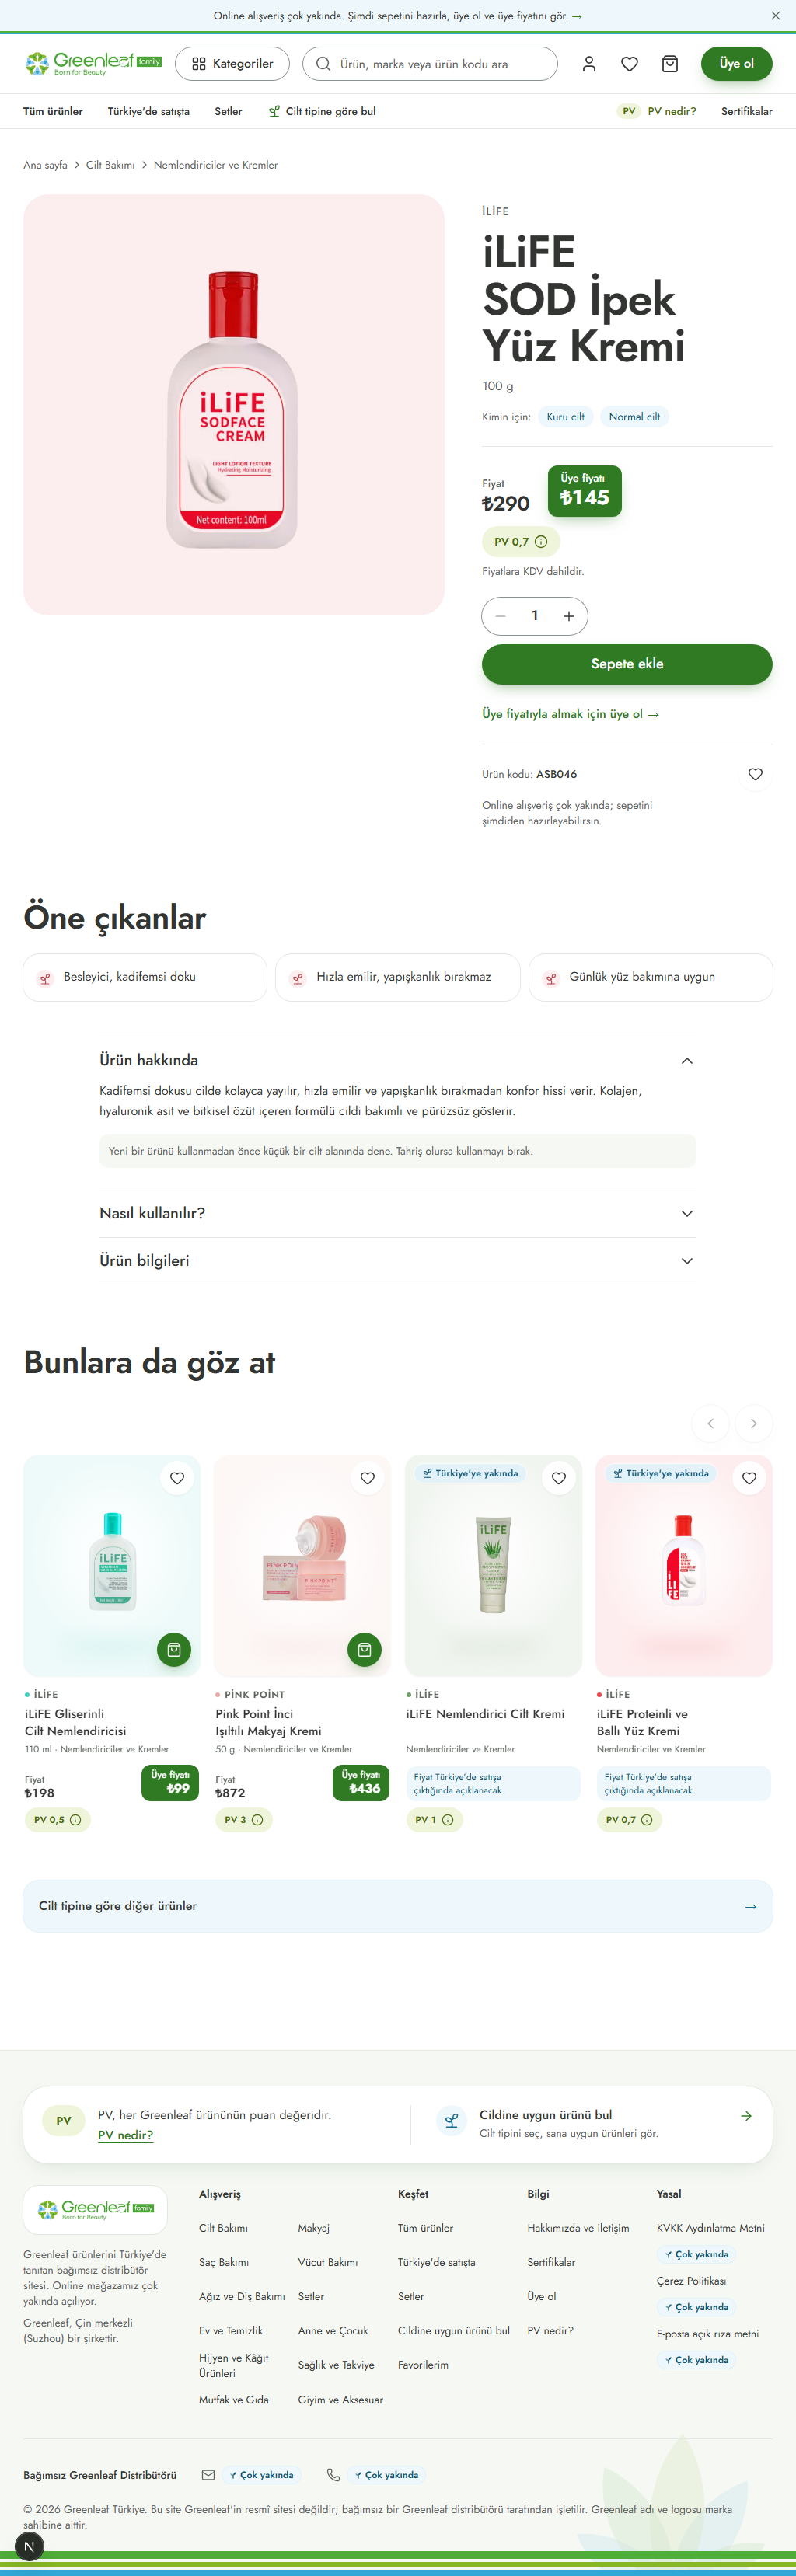 Online alışveriş çok yakında. Şimdi sepetini hazırla, üye ol ve üye fiyatını gör. →
Greenleaf family
Born for Beauty
Kategoriler
Ürün, marka veya ürün kodu ara
Üye ol
Tüm ürünler
Türkiye'de satışta
Setler
Cilt tipine göre bul
PV
PV nedir?
Sertifikalar
Ana sayfa > Cilt Bakımı > Nemlendiriciler ve Kremler
iLiFE
SODFACE
CREAM
LIGHT LOTION TEXTURE
Hydrating Moisturizing
Net content: 100ml
İLİFE
iLiFE
SOD İpek
Yüz Kremi
100 g
Kimin için:
Kuru cilt
Normal cilt
Fiyat
₺290
Üye fiyatı
₺145
PV 0,7
Fiyatlara KDV dahildir.
1
Sepete ekle
Üye fiyatıyla almak için üye ol →
Ürün kodu: ASB046
Online alışveriş çok yakında; sepetini
şimdiden hazırlayabilirsin.
Öne çıkanlar
Besleyici, kadifemsi doku
Hızla emilir, yapışkanlık bırakmaz
Günlük yüz bakımına uygun
Ürün hakkında
Kadifemsi dokusu cilde kolayca yayılır, hızla emilir ve yapışkanlık bırakmadan konfor hissi verir. Kolajen,
hyaluronik asit ve bitkisel özüt içeren formülü cildi bakımlı ve pürüzsüz gösterir.
Yeni bir ürünü kullanmadan önce küçük bir cilt alanında dene. Tahriş olursa kullanmayı bırak.
Nasıl kullanılır?
Ürün bilgileri
Bunlara da göz at
iLiFE
İLİFE
iLiFE Gliserinli
Cilt Nemlendiricisi
110 ml · Nemlendiriciler ve Kremler
Fiyat
₺198
Üye fiyatı
₺99
PV 0,5
PINK POINT
PINK POINT
PİNK POİNT
Pink Point İnci
Işıltılı Makyaj Kremi
50 g · Nemlendiriciler ve Kremler
Fiyat
₺872
Üye fiyatı
₺436
PV 3
Türkiye'ye yakında
iLiFE
İLİFE
iLiFE Nemlendirici Cilt Kremi
Nemlendiriciler ve Kremler
Fiyat Türkiye'de satışa
çıktığında açıklanacak.
PV 1
Türkiye'ye yakında
iLiFE
İLİFE
iLiFE Proteinli ve
Ballı Yüz Kremi
Nemlendiriciler ve Kremler
Fiyat Türkiye'de satışa
çıktığında açıklanacak.
PV 0,7
Cilt tipine göre diğer ürünler →
PV
PV, her Greenleaf ürününün puan değeridir.
PV nedir?
Cildine uygun ürünü bul
Cilt tipini seç, sana uygun ürünleri gör.
Greenleaf family
Born for Beauty
Greenleaf ürünlerini Türkiye'de
tanıtan bağımsız distribütör
sitesi. Online mağazamız çok
yakında açılıyor.
Greenleaf, Çin merkezli
(Suzhou) bir şirkettir.
Alışveriş
Cilt Bakımı
Makyaj
Saç Bakımı
Vücut Bakımı
Ağız ve Diş Bakımı
Setler
Ev ve Temizlik
Anne ve Çocuk
Hijyen ve Kâğıt
Ürünleri
Sağlık ve Takviye
Mutfak ve Gıda
Giyim ve Aksesuar
Keşfet
Tüm ürünler
Türkiye'de satışta
Setler
Cildine uygun ürünü bul
Favorilerim
Bilgi
Hakkımızda ve iletişim
Sertifikalar
Üye ol
PV nedir?
Yasal
KVKK Aydınlatma Metni
Çok yakında
Çerez Politikası
Çok yakında
E-posta açık rıza metni
Çok yakında
Bağımsız Greenleaf Distribütörü
Çok yakında
Çok yakında
© 2026 Greenleaf Türkiye. Bu site Greenleaf'in resmî sitesi değildir; bağımsız bir Greenleaf distribütörü tarafından işletilir. Greenleaf adı ve logosu marka
sahibine aittir.
N